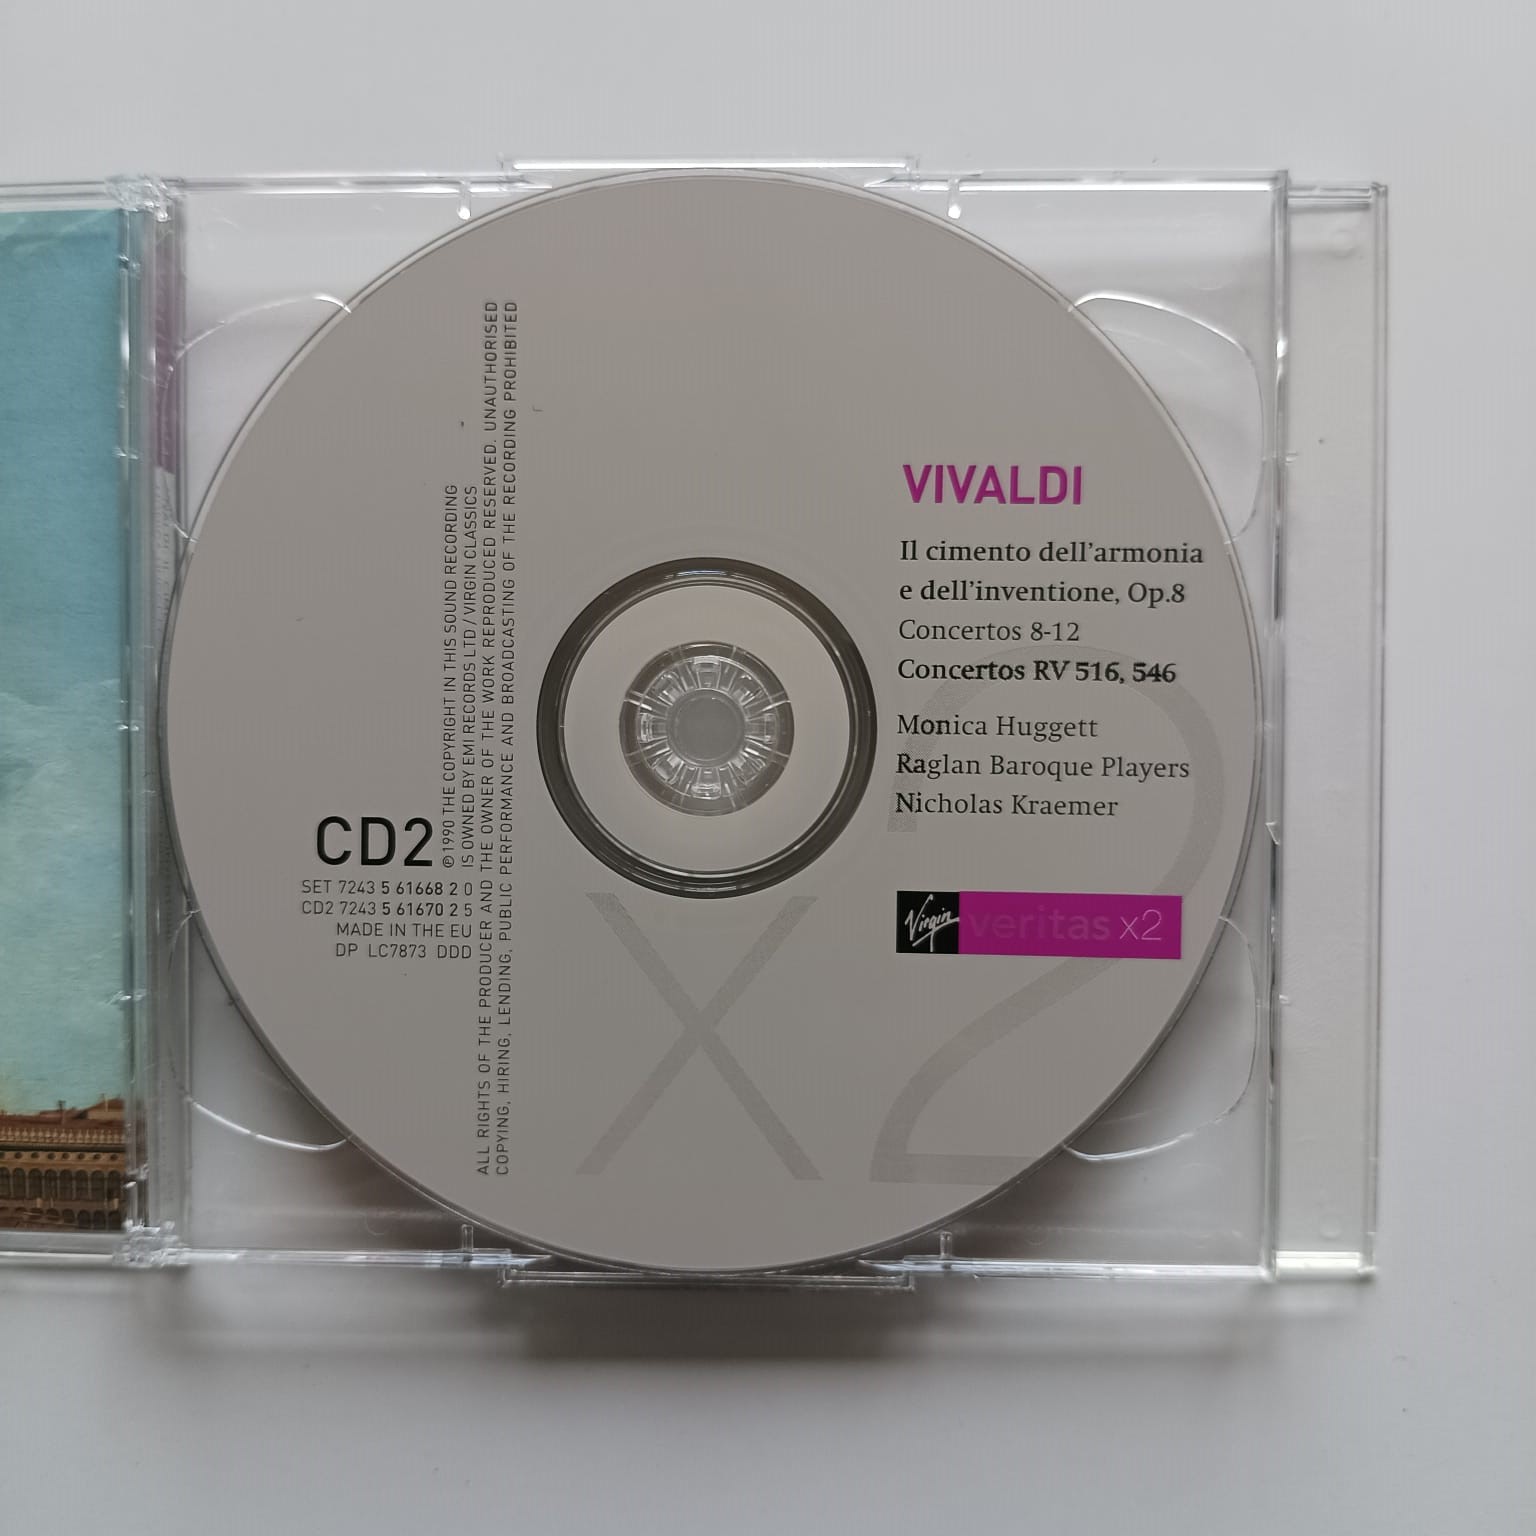 VIVALDI
Il cimento dell'armonia
e dell'inventione, Op.8
Concertos 8-12
Concertos RV 516, 546
Monica Huggett
Raglan Baroque Players
Nicholas Kraemer
Virgin veritas x2
x2
CD2
SET 7243 5 61668 2 0
CD2 7243 5 61670 2 5
MADE IN THE EU
DP LC7873 DDD
℗1990 THE COPYRIGHT IN THIS SOUND RECORDING
IS OWNED BY EMI RECORDS LTD / VIRGIN CLASSICS
ALL RIGHTS OF THE PRODUCER AND THE OWNER OF THE WORK REPRODUCED RESERVED. UNAUTHORISED
COPYING, HIRING, LENDING, PUBLIC PERFORMANCE AND BROADCASTING OF THE RECORDING PROHIBITED